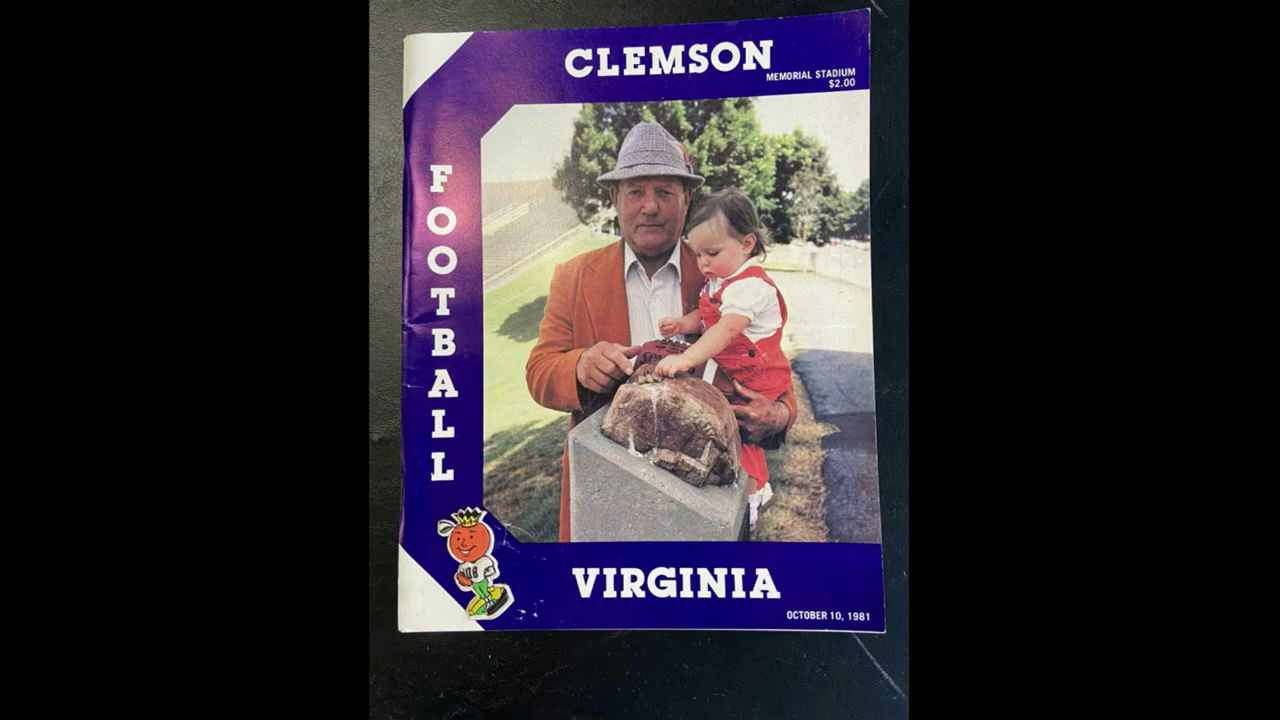 CLEMSON
MEMORIAL STADIUM
$2.00
FOOTBALL
VIRGINIA
OCTOBER 10, 1981